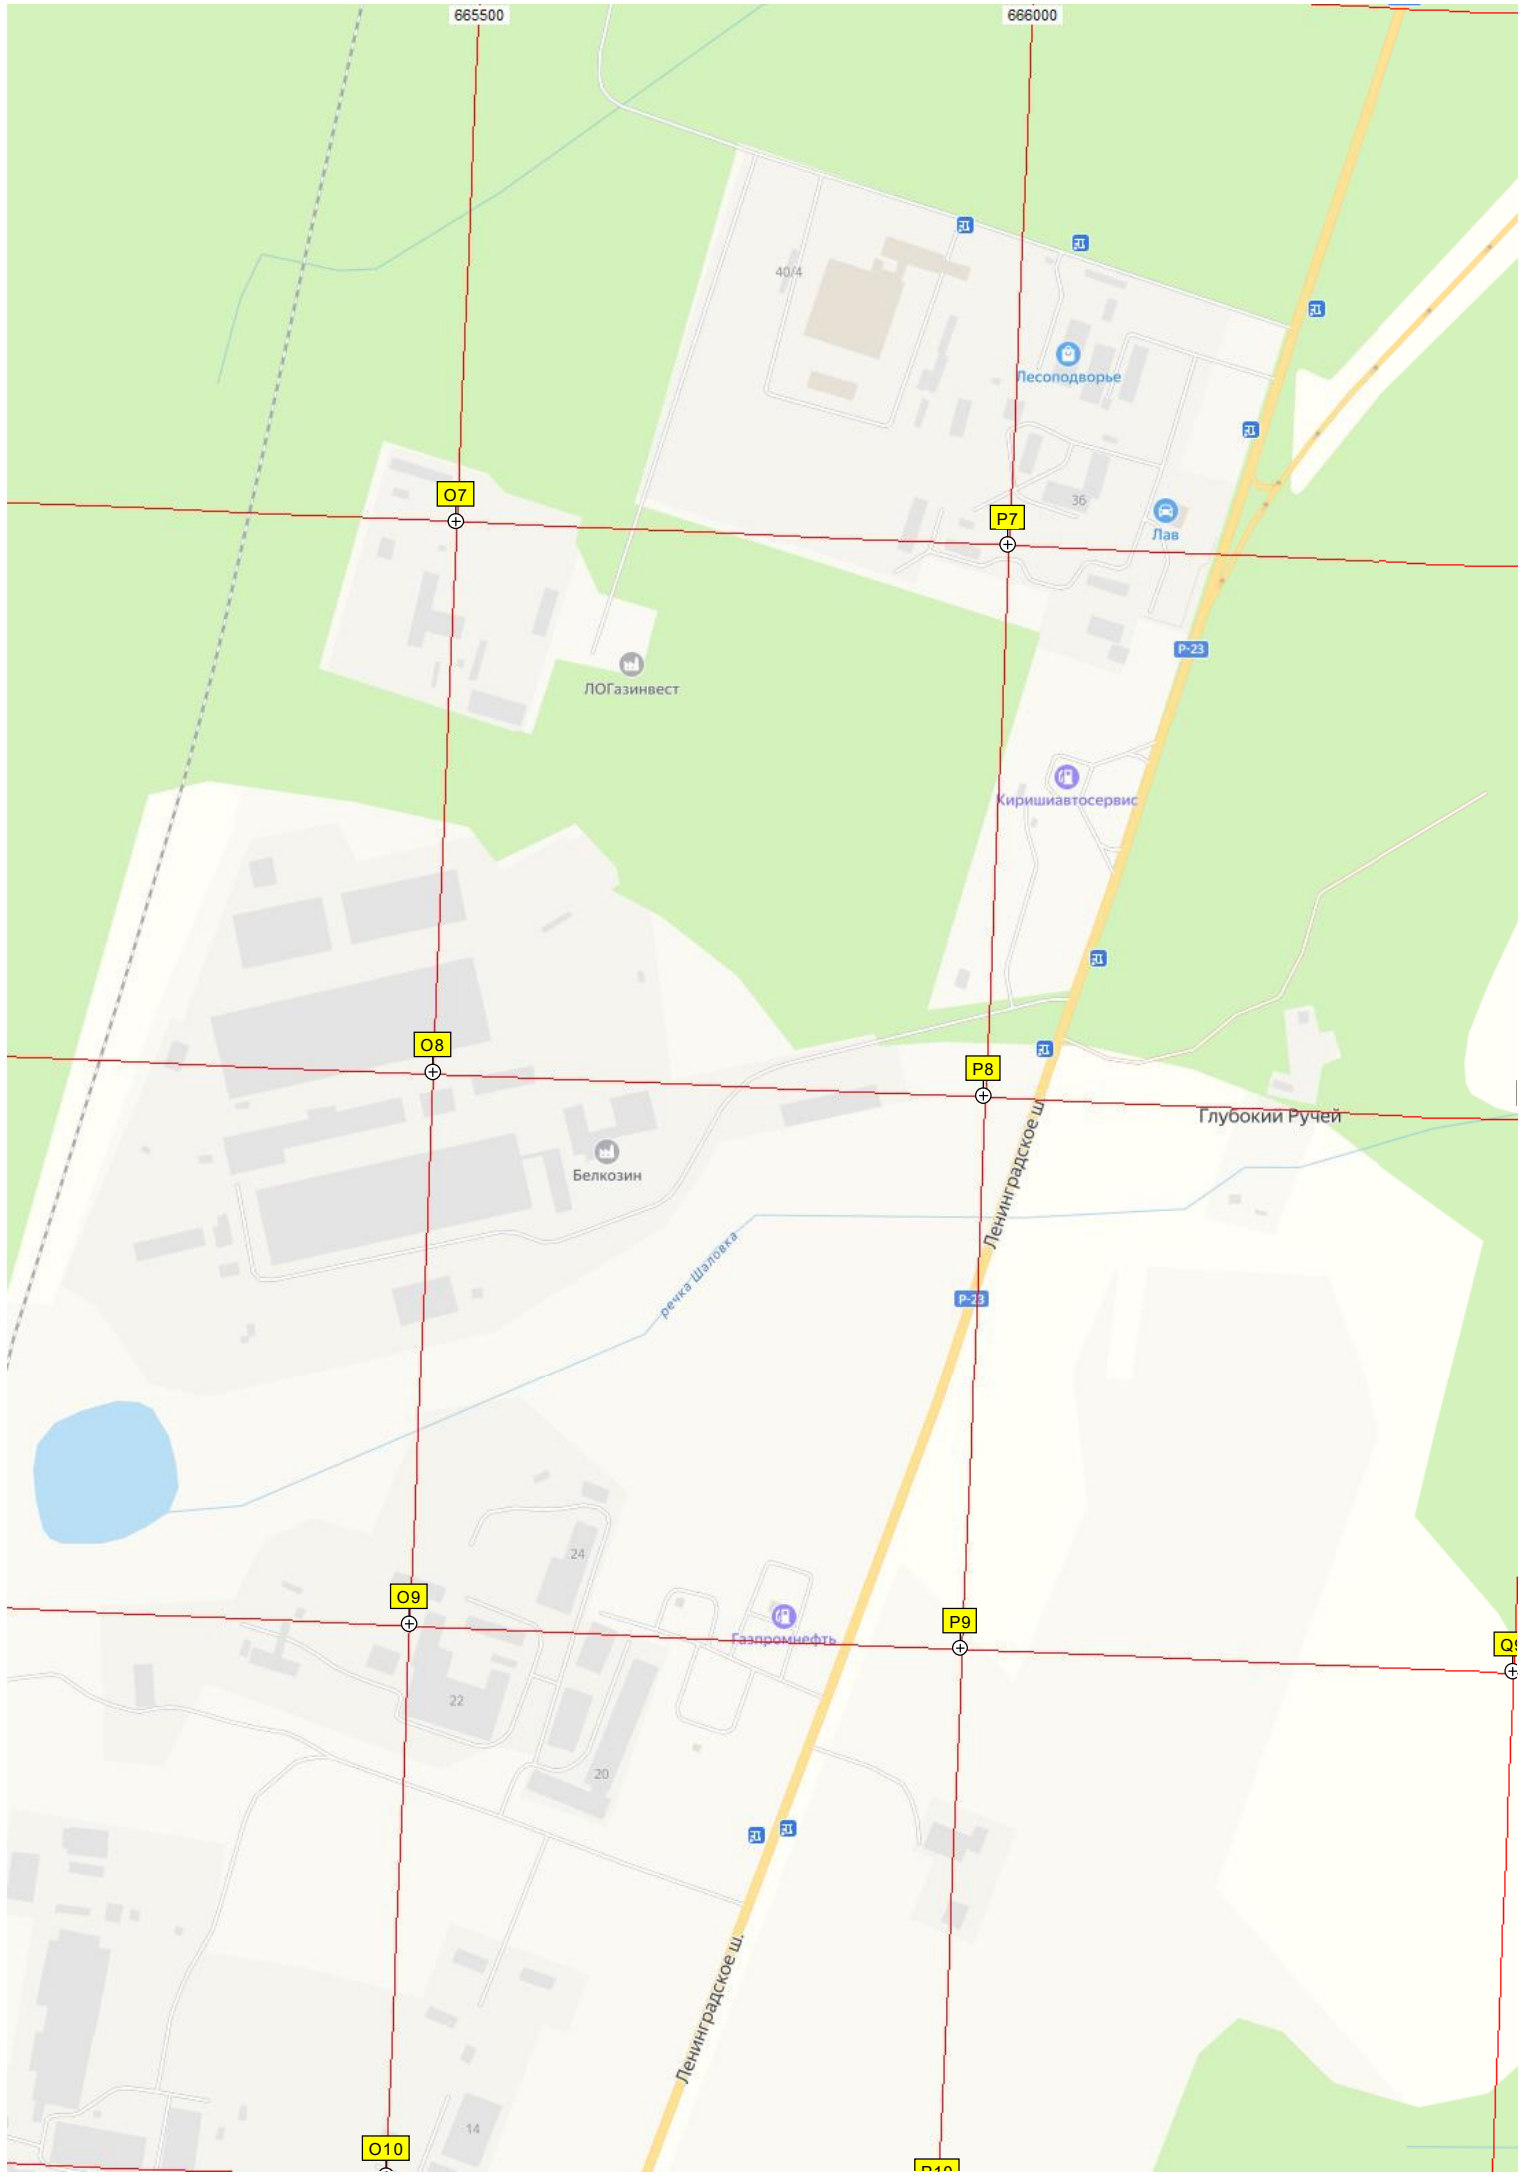 665500
666000
40/4
Лесоподворье
O7
36
P7
Лав
Р-23
ЛОГазинвест
Киришиавтосервис
O8
P8
Глубокий Ручей
Ленинградское ш.
Белкозин
речка Шаловка
Р-23
24
O9
Газпромнефть
P9
22
20
Ленинградское ш.
14
O10
P10